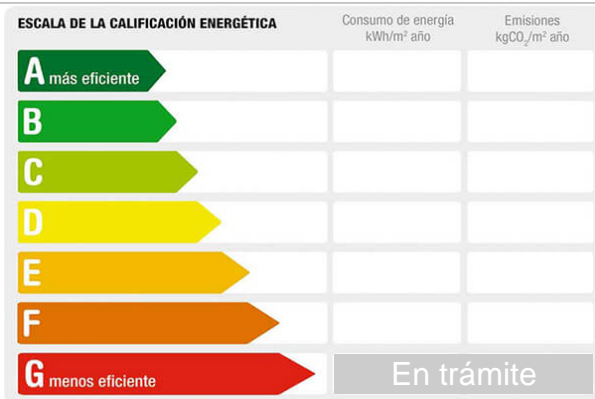 ESCALA DE LA CALIFICACIÓN ENERGÉTICA
Consumo de energía
kWh/m² año
Emisiones
kgCO₂/m² año
A más eficiente
B
C
D
E
F
G menos eficiente
En trámite